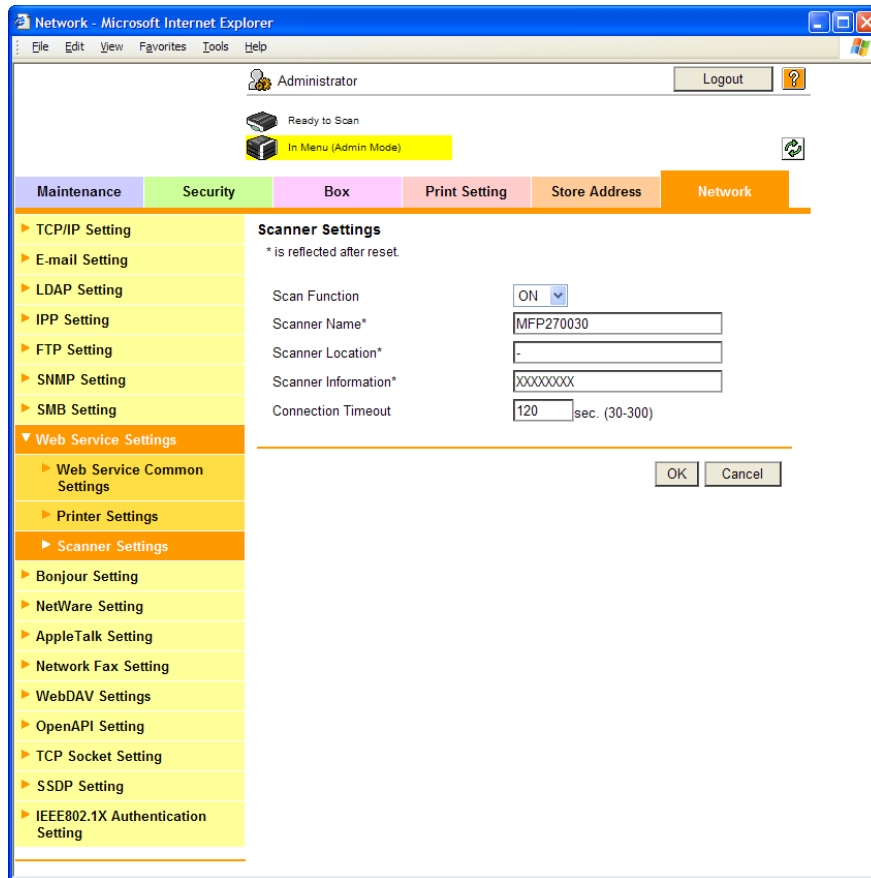 Network - Microsoft Internet Explorer
File Edit View Favorites Tools Help
Administrator
Logout
?
Ready to Scan
In Menu (Admin Mode)
Maintenance Security Box Print Setting Store Address Network
TCP/IP Setting
E-mail Setting
LDAP Setting
IPP Setting
FTP Setting
SNMP Setting
SMB Setting
Web Service Settings
Web Service Common
Settings
Printer Settings
Scanner Settings
Bonjour Setting
NetWare Setting
AppleTalk Setting
Network Fax Setting
WebDAV Settings
OpenAPI Setting
TCP Socket Setting
SSDP Setting
IEEE802.1X Authentication
Setting
Scanner Settings
* is reflected after reset.
Scan Function ON
Scanner Name* MFP270030
Scanner Location* -
Scanner Information* XXXXXXXX
Connection Timeout 120 sec. (30-300)
OK Cancel